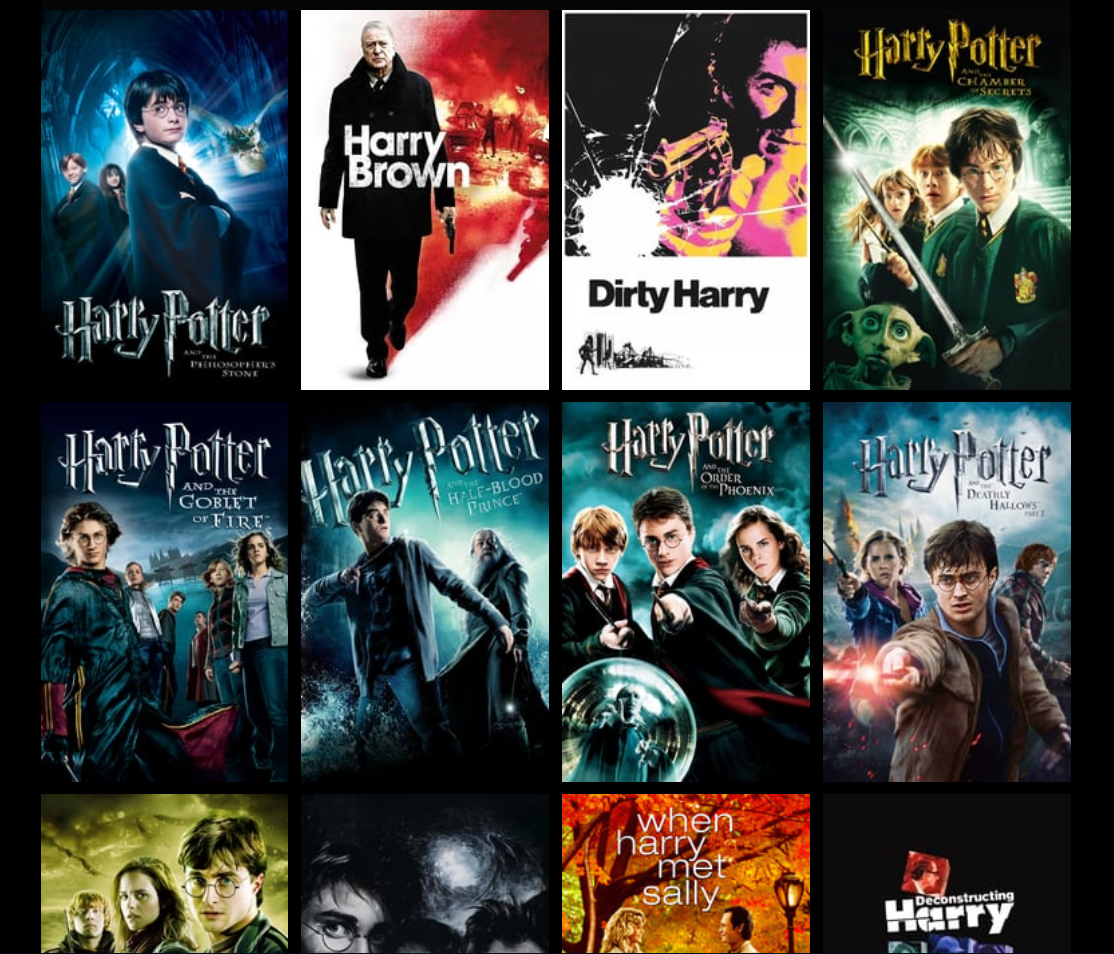 Harry Potter
AND THE
PHILOSOPHER'S
STONE
Harry
Brown
Dirty Harry
Harry Potter
AND THE
CHAMBER
OF SECRETS
Harry Potter
AND THE
GOBLET
OF FIRE
Harry Potter
AND THE
HALF-BLOOD
PRINCE
Harry Potter
AND THE
ORDER
OF THE PHOENIX
Harry Potter
AND THE
DEATHLY
HALLOWS
PART 2
when
harry
met
sally
Deconstructing
Harry